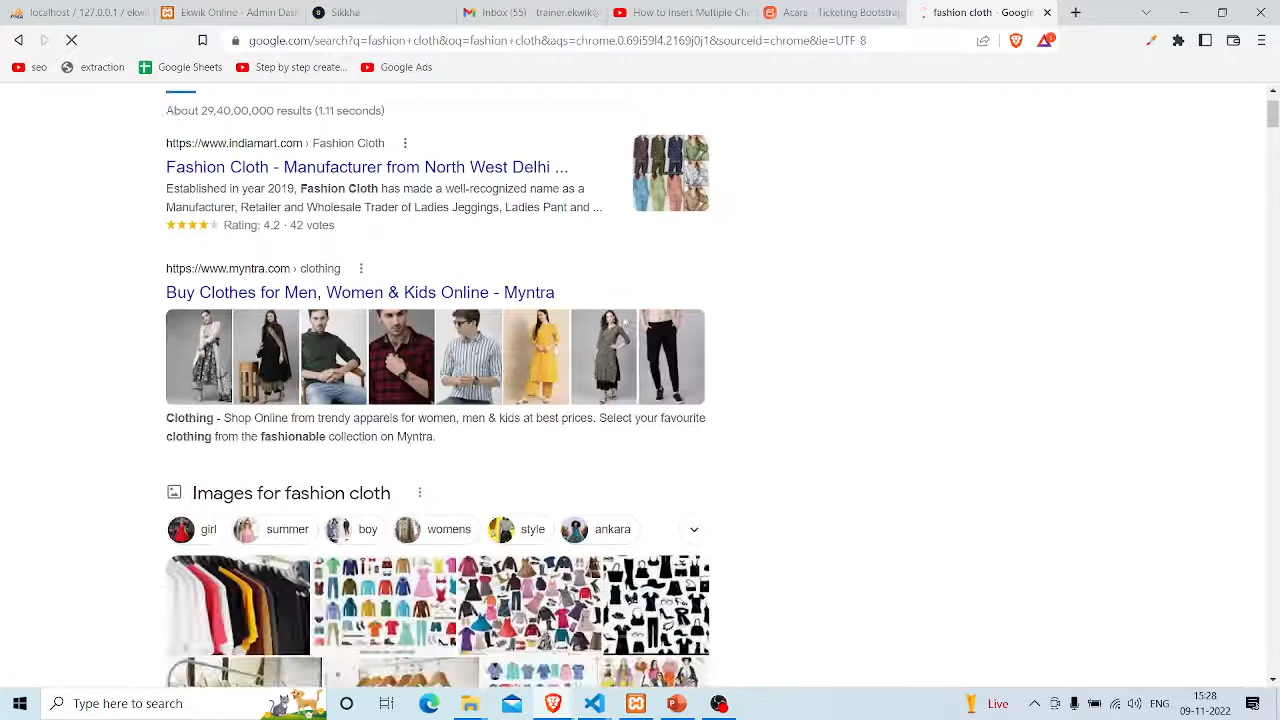 localhost / 127.0.0.1 / ekwi
Ekwik Online - Admin Dash
Sikkha
Inbox (55) - trainer.ekwik@
How to Insert Multiple Che
Acara - Ticketing Bootstrap
fashion cloth - Google
google.com/search?q=fashion+cloth&oq=fashion+cloth&aqs=chrome.0.69i59l4.2169j0j1&sourceid=chrome&ie=UTF-8
seo
extraction
Google Sheets
Step by step create...
Google Ads
About 29,40,00,000 results (1.11 seconds)
https://www.indiamart.com › Fashion Cloth
Fashion Cloth - Manufacturer from North West Delhi ...
Established in year 2019, Fashion Cloth has made a well-recognized name as a
Manufacturer, Retailer and Wholesale Trader of Ladies Jeggings, Ladies Pant and ...
Rating: 4.2 · 42 votes
https://www.myntra.com › clothing
Buy Clothes for Men, Women & Kids Online - Myntra
Clothing - Shop Online from trendy apparels for women, men & kids at best prices. Select your favourite
clothing from the fashionable collection on Myntra.
Images for fashion cloth
girl
summer
boy
womens
style
ankara
Type here to search
ENG
15:28
09-11-2022